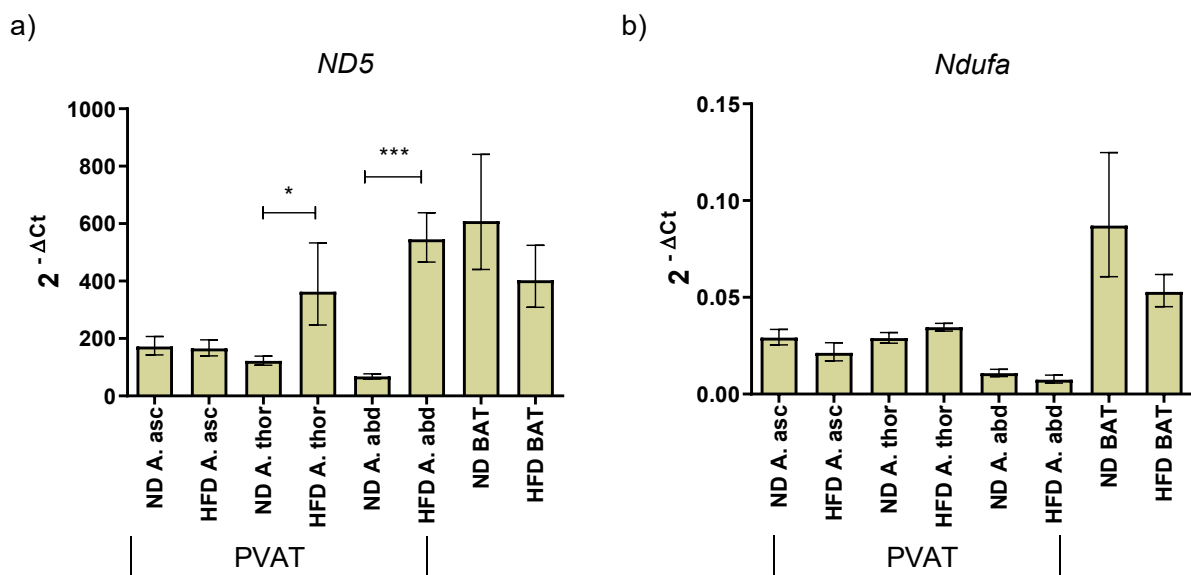 a)
ND5
1000
800
600
400
200
0
2 - ΔCt
*
***
ND A. asc
HFD A. asc
ND A. thor
HFD A. thor
ND A. abd
HFD A. abd
ND BAT
HFD BAT
PVAT
b)
Ndufa
0.15
0.10
0.05
0.00
2 - ΔCt
ND A. asc
HFD A. asc
ND A. thor
HFD A. thor
ND A. abd
HFD A. abd
ND BAT
HFD BAT
PVAT